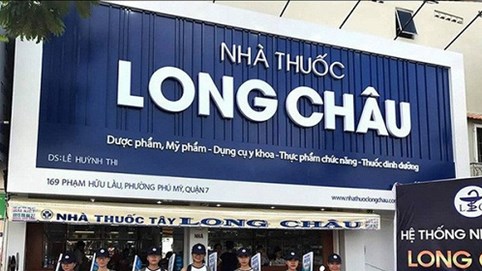 NHÀ THUỐC
LONG CHÂU
Dược phẩm, Mỹ phẩm - Dụng cụ y khoa - Thực phẩm chức năng - Thuốc dinh dưỡng
DS: LÊ HUỲNH THI
169 PHẠM HỮU LẦU, PHƯỜNG PHÚ MỸ, QUẬN 7
www.nhathuoclongchau.co
NHÀ THUỐC TÂY LONG CHÂU
HỆ THỐNG N
LONG